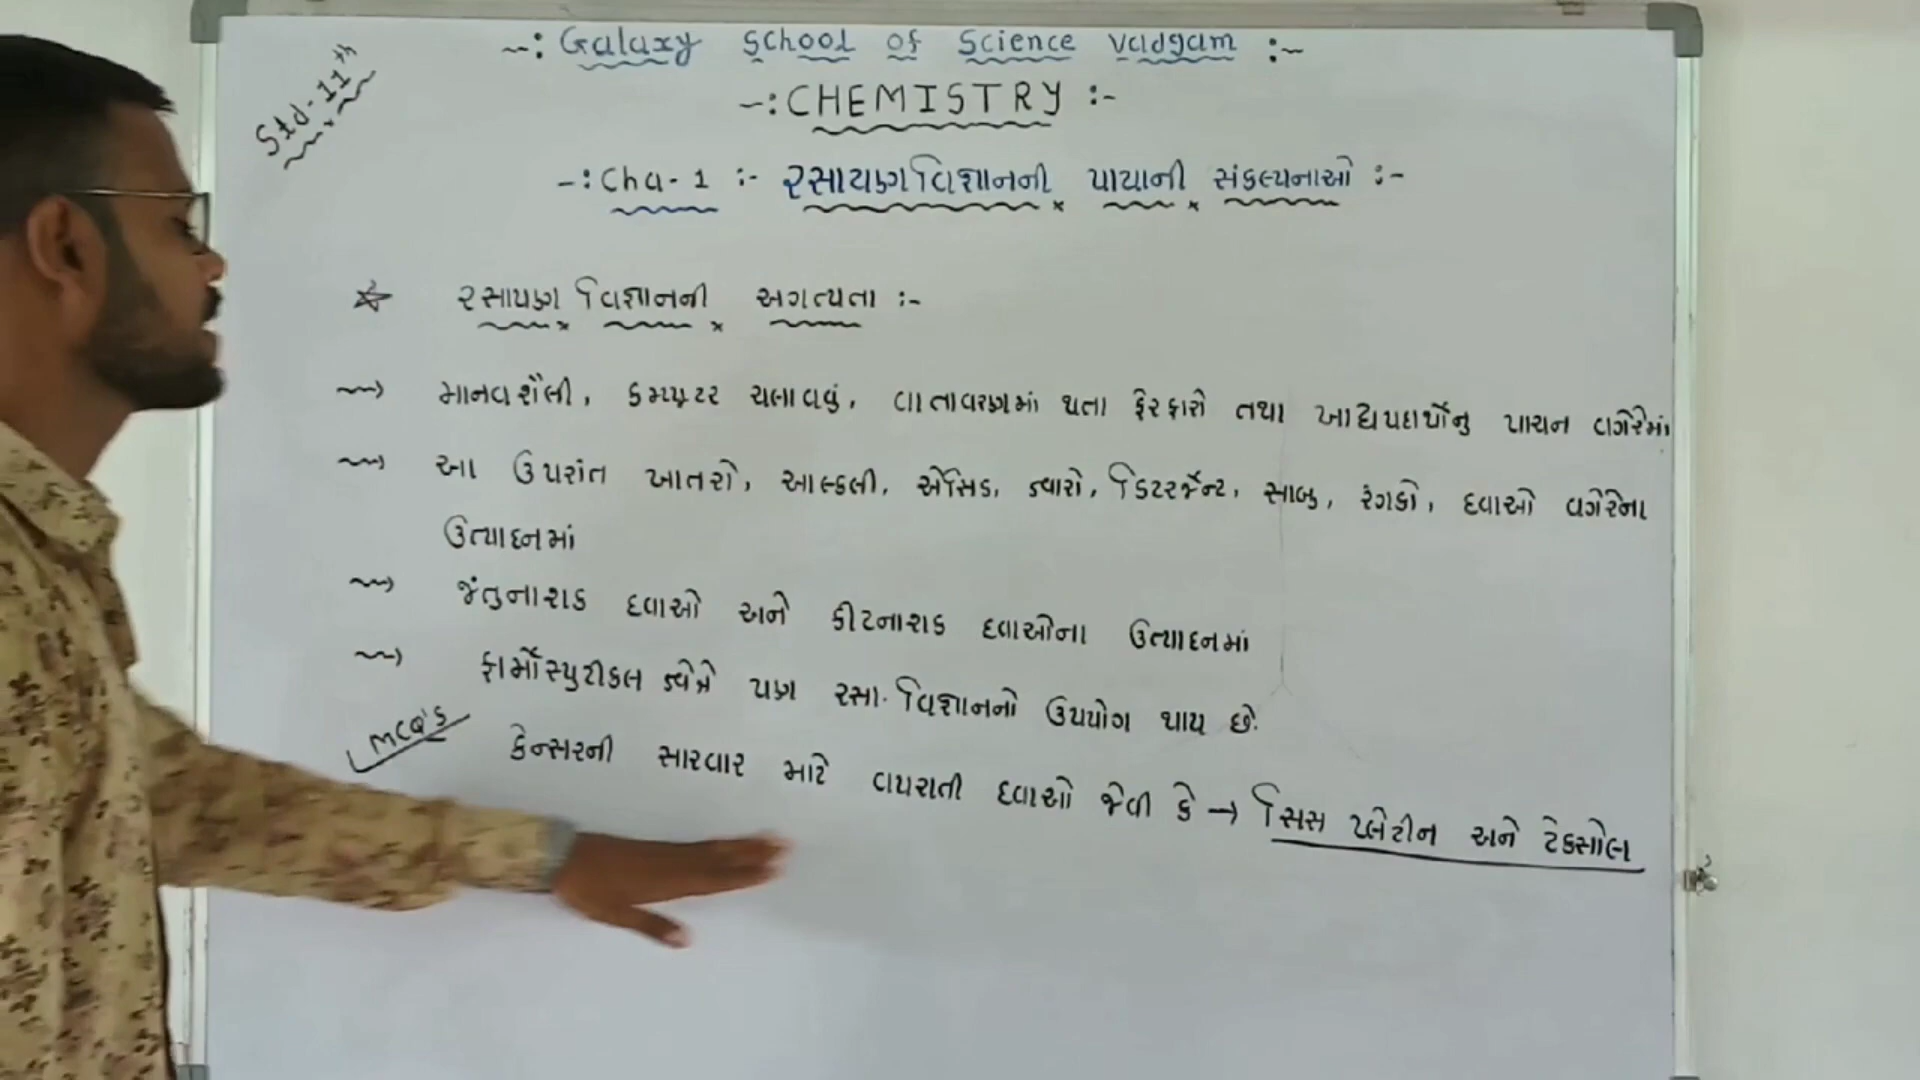 Std-11th
~: Galaxy School of Science Vadgam :~
~: CHEMISTRY :-
-: Cha-1 :- રસાયણવિજ્ઞાનની પાયાની સંકલ્પનાઓ :-
☆ રસાયણ વિજ્ઞાનની અગત્યતા :-
માનવશૈલી, કમ્પ્યૂટર ચલાવવું, વાતાવરણમાં થતા ફેરફારો તથા ખાદ્યપદાર્થોનુ પાચન વગેરેમાં
આ ઉપરાંત ખાતરો, આલ્કલી, એસિડ, ક્ષારો, ડિટરજૅન્ટ, સાબુ, રંગકો, દવાઓ વગેરેના
ઉત્પાદનમાં
જંતુનાશક દવાઓ અને કીટનાશક દવાઓના ઉત્પાદનમાં
ફાર્માસ્યુટીકલ ક્ષેત્રે પણ રસા. વિજ્ઞાનનો ઉપયોગ થાય છે.
MCQ's
કેન્સરની સારવાર માટે વપરાતી દવાઓ જેવી કે → સિસ પ્લેટીન અને ટેક્સોલ